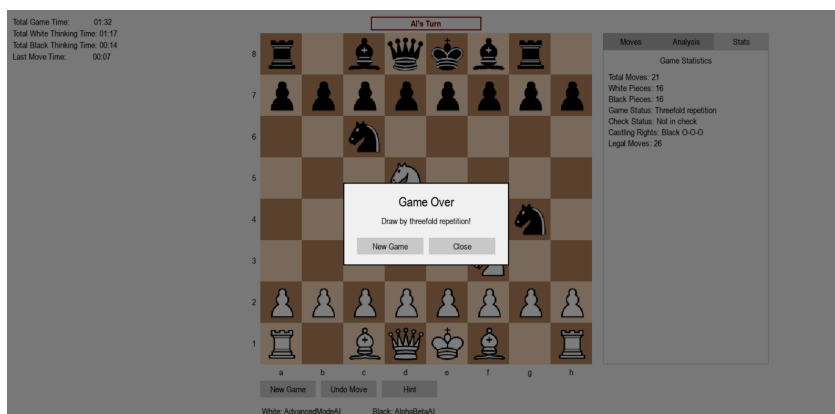 Total Game Time: 01:32
Total White Thinking Time: 01:17
Total Black Thinking Time: 00:14
Last Move Time: 00:07
AI's Turn
8
7
6
5
4
3
2
1
a b c d e f g h
Game Over
Draw by threefold repetition!
New Game Close
New Game Undo Move Hint
White: AdvancedModeAI Black: AlphaBetaAI
Moves Analysis Stats
Game Statistics
Total Moves: 21
White Pieces: 16
Black Pieces: 16
Game Status: Threefold repetition
Check Status: Not in check
Castling Rights: Black O-O-O
Legal Moves: 26